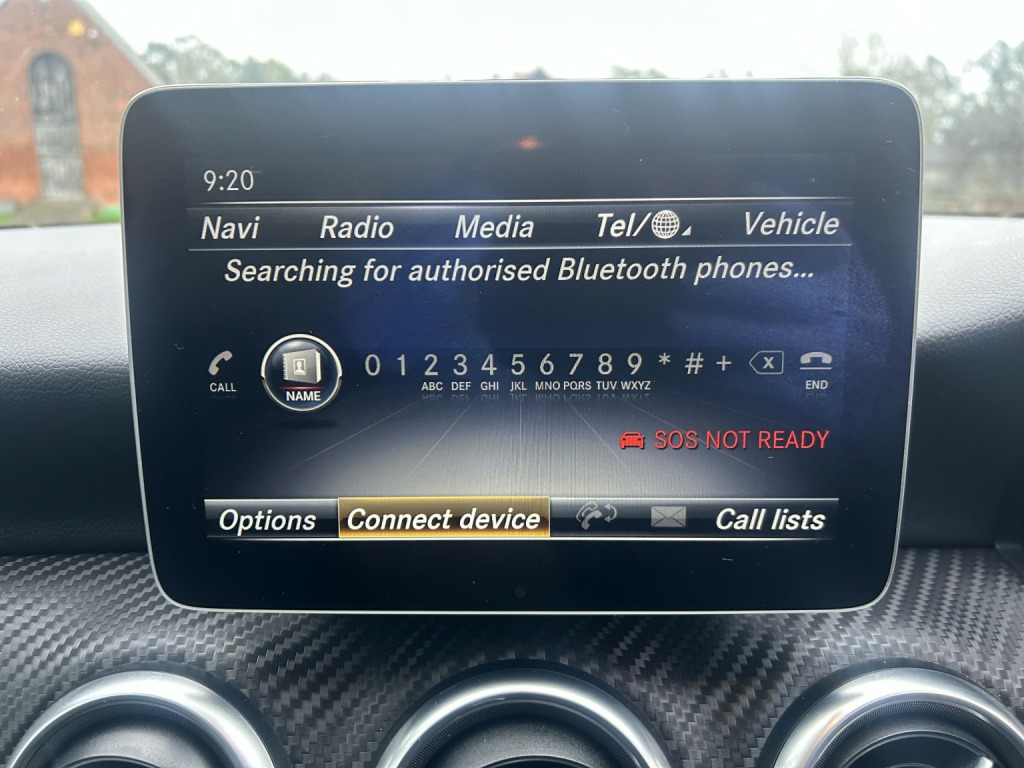 9:20
Navi Radio Media Tel/ Vehicle
Searching for authorised Bluetooth phones...
CALL NAME 0 1 2 3 4 5 6 7 8 9 * # + X END
ABC DEF GHI JKL MNO PQRS TUV WXYZ
SOS NOT READY
Options Connect device Call lists